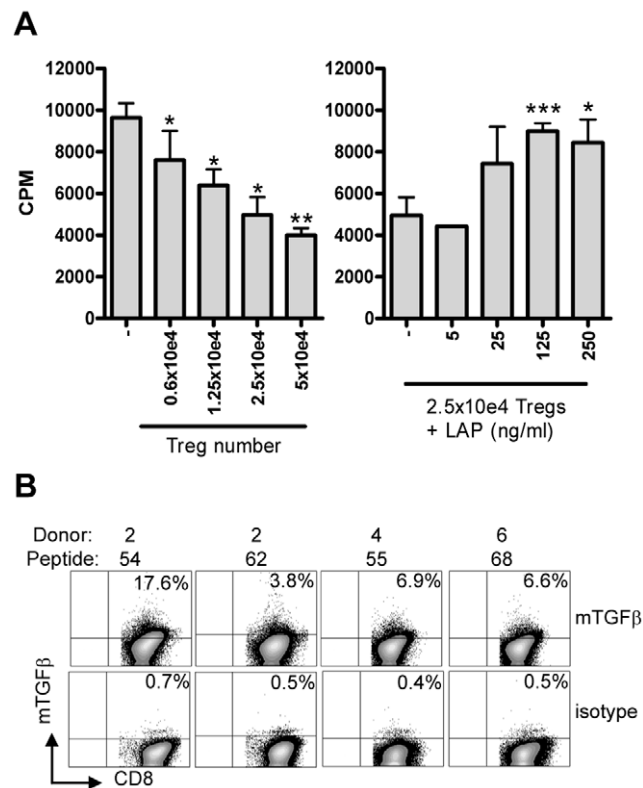 A
12000 12000
10000 10000
8000 8000
6000 6000
4000 4000
2000 2000
0 0
CPM
* * * ** *** *
- 0.6x10e4 1.25x10e4 2.5x10e4 5x10e4
Treg number
- 5 25 125 250
2.5x10e4 Tregs
+ LAP (ng/ml)
B
Donor: 2 2 4 6
Peptide: 54 62 55 68
17.6% 3.8% 6.9% 6.6% mTGFβ
0.7% 0.5% 0.4% 0.5% isotype
mTGFβ
CD8